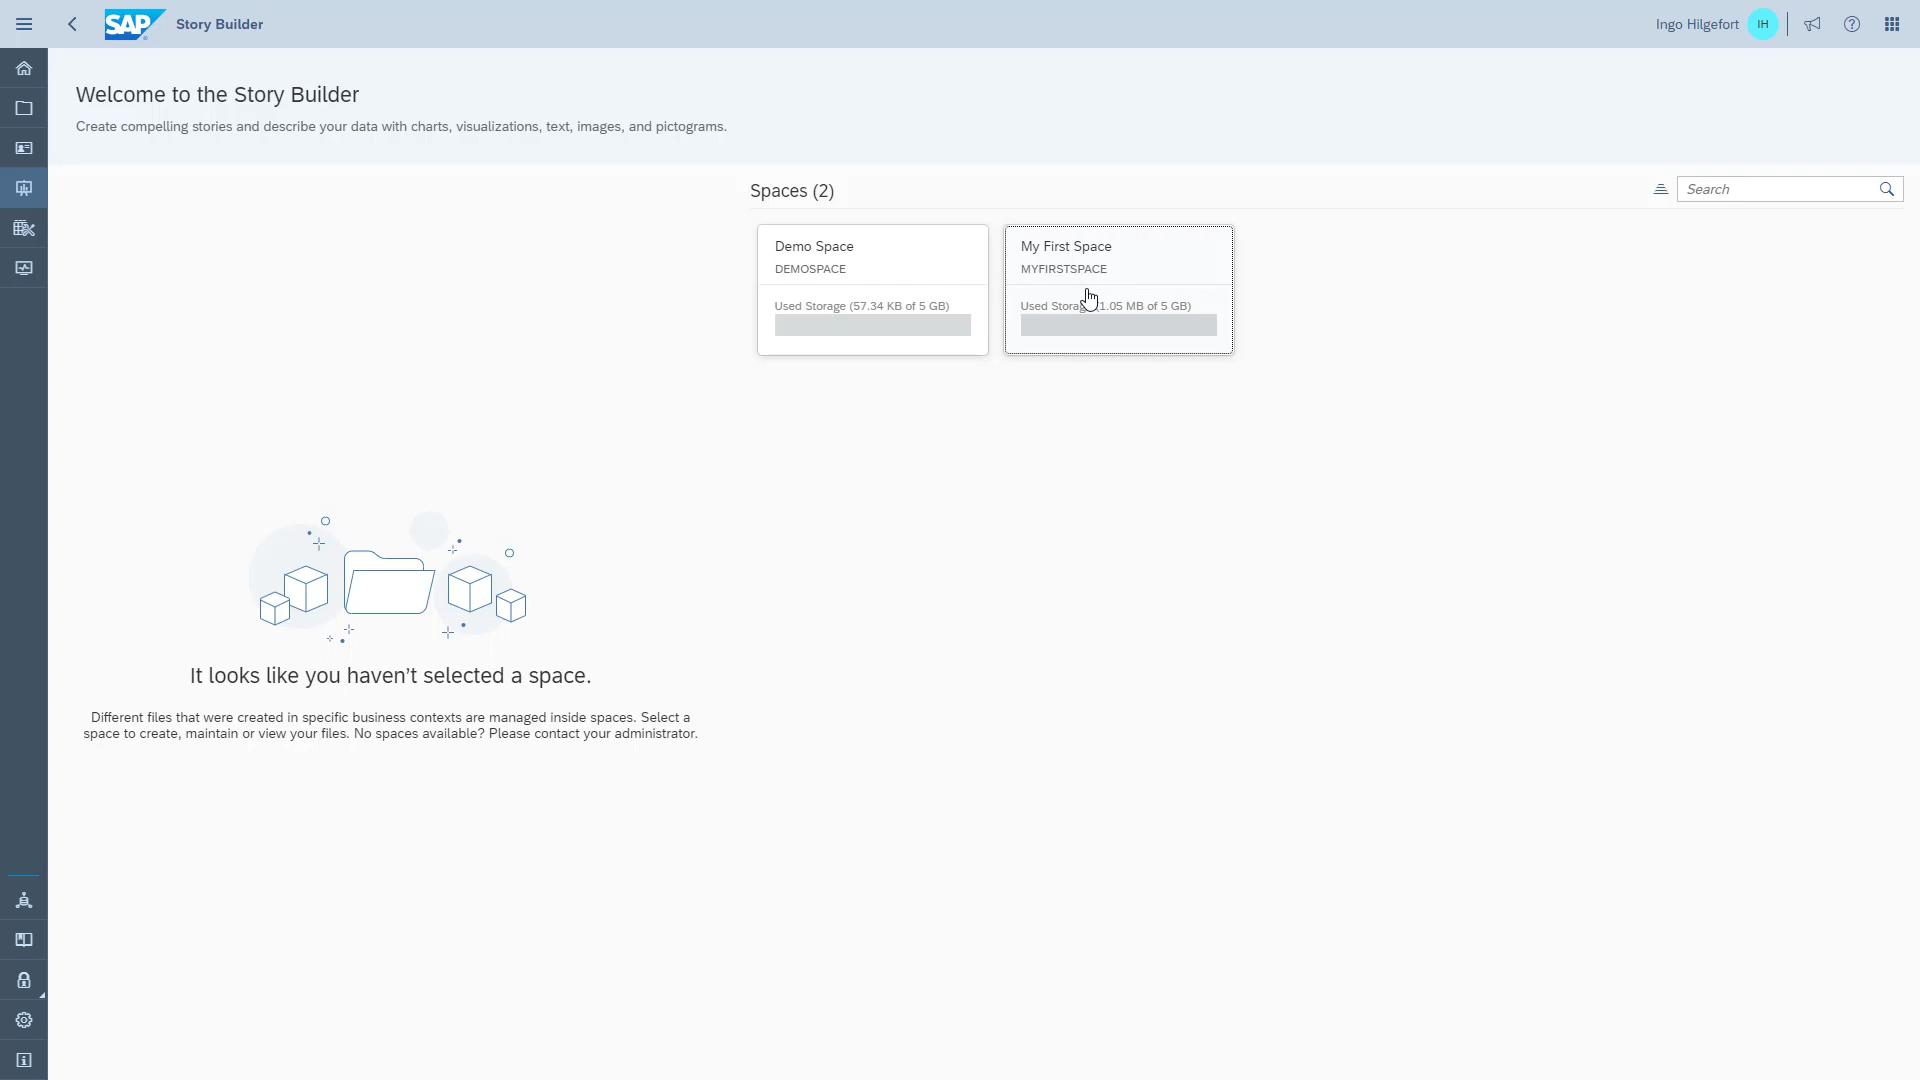 SAP Story Builder
Ingo Hilgefort IH
Welcome to the Story Builder
Create compelling stories and describe your data with charts, visualizations, text, images, and pictograms.
Spaces (2)
Search
Demo Space
DEMOSPACE
Used Storage (57.34 KB of 5 GB)
My First Space
MYFIRSTSPACE
Used Storage (1.05 MB of 5 GB)
It looks like you haven’t selected a space.
Different files that were created in specific business contexts are managed inside spaces. Select a
space to create, maintain or view your files. No spaces available? Please contact your administrator.